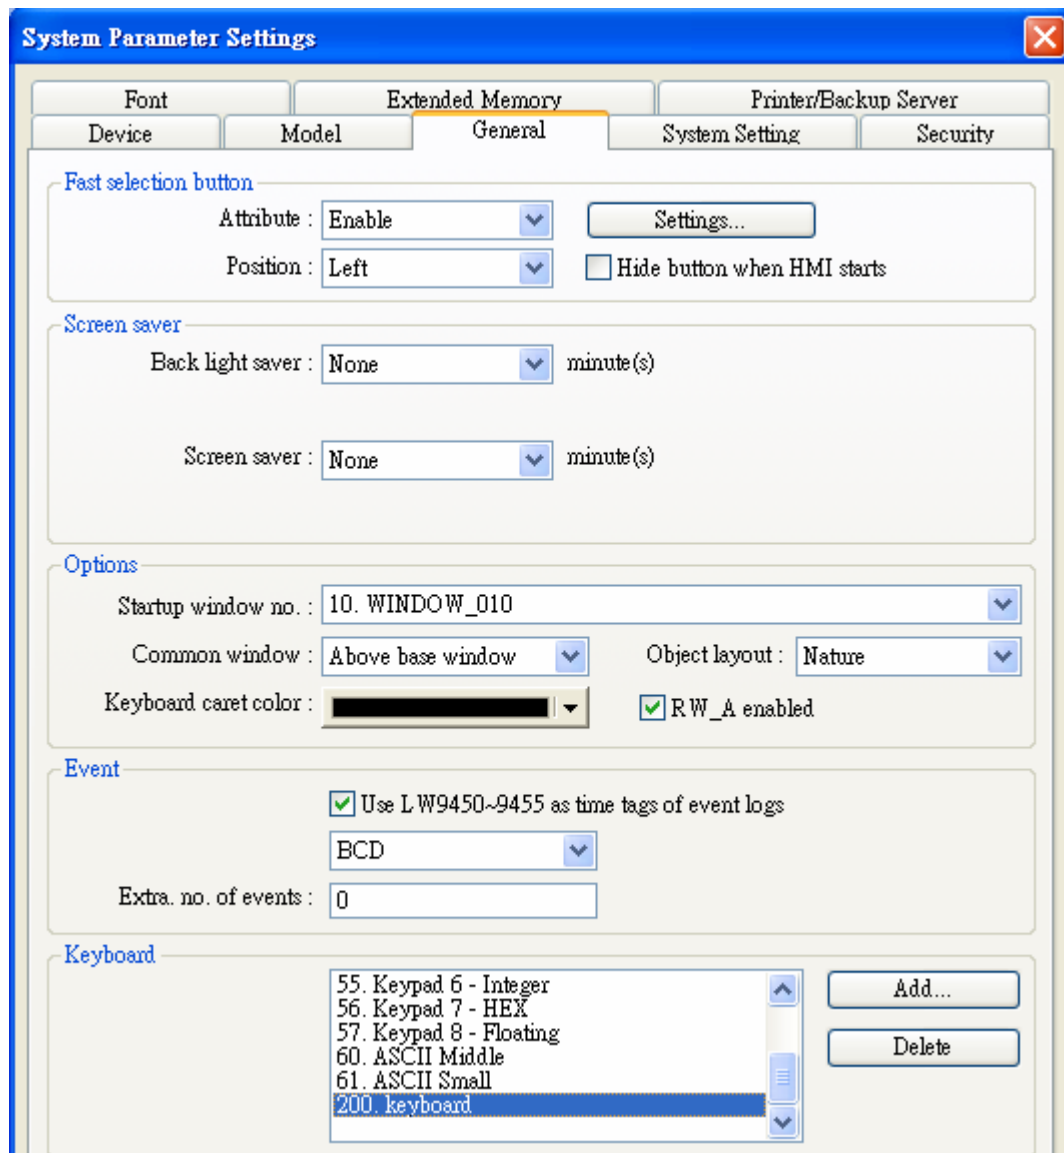 System Parameter Settings
Font Extended Memory Printer/Backup Server
Device Model General System Setting Security
Fast selection button
Attribute : Enable Settings...
Position : Left Hide button when HMI starts
Screen saver
Back light saver : None minute(s)
Screen saver : None minute(s)
Options
Startup window no. : 10. WINDOW_010
Common window : Above base window Object layout : Nature
Keyboard caret color : RW_A enabled
Event
Use LW9450~9455 as time tags of event logs
BCD
Extra. no. of events : 0
Keyboard
55. Keypad 6 - Integer Add...
56. Keypad 7 - HEX
57. Keypad 8 - Floating
60. ASCII Middle Delete
61. ASCII Small
200. keyboard